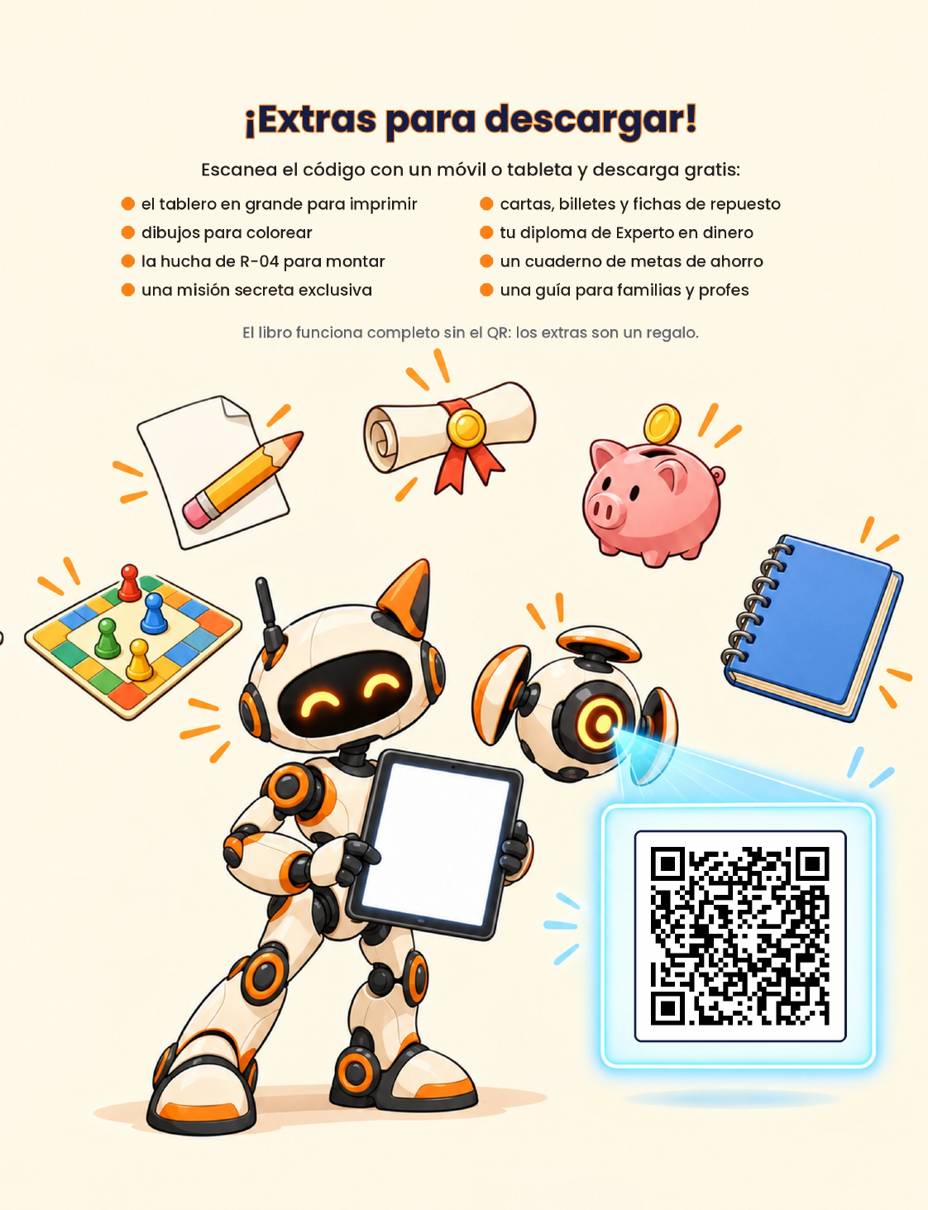 ¡Extras para descargar!
Escanea el código con un móvil o tableta y descarga gratis:
el tablero en grande para imprimir
dibujos para colorear
la hucha de R-04 para montar
una misión secreta exclusiva
cartas, billetes y fichas de repuesto
tu diploma de Experto en dinero
un cuaderno de metas de ahorro
una guía para familias y profes
El libro funciona completo sin el QR: los extras son un regalo.